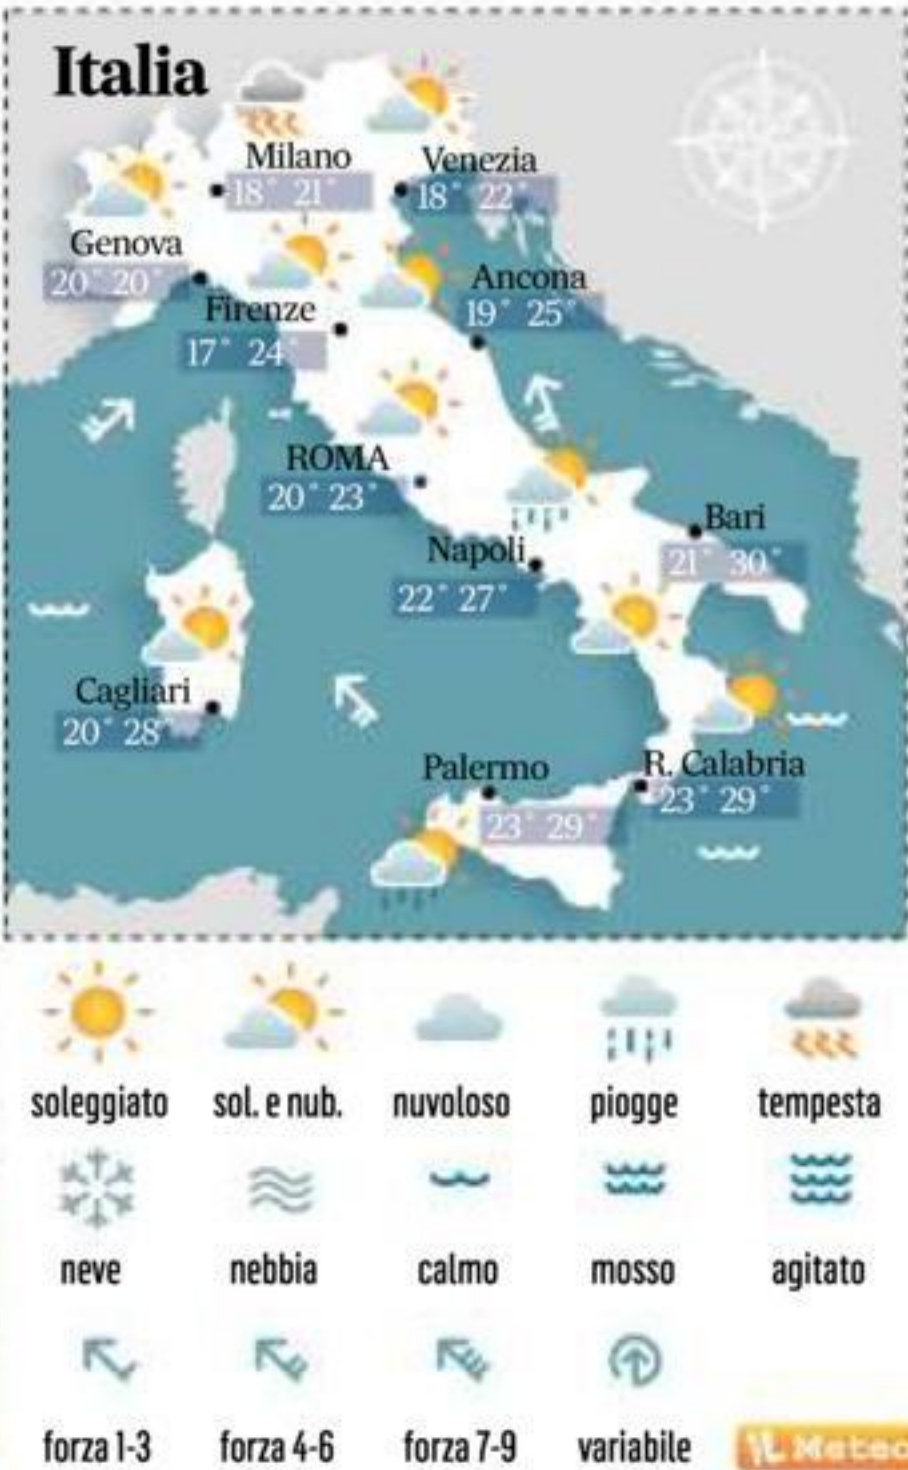 Italia
Milano
18° 21°
Venezia
18° 22°
Genova
20° 20°
Firenze
17° 24°
Ancona
19° 25°
ROMA
20° 23°
Napoli
22° 27°
Bari
21° 30°
Cagliari
20° 28°
Palermo
23° 29°
R. Calabria
23° 29°
soleggiato sol. e nub. nuvoloso piogge tempesta
neve nebbia calmo mosso agitato
forza 1-3 forza 4-6 forza 7-9 variabile